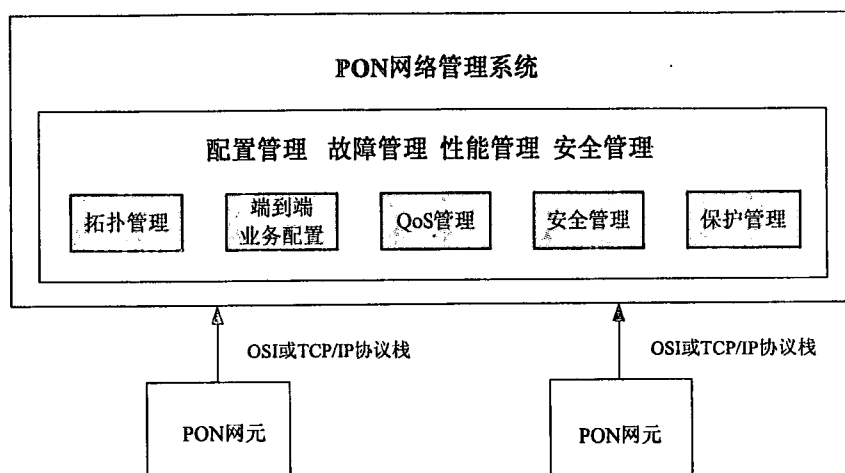 PON网络管理系统
配置管理 故障管理 性能管理 安全管理
拓扑管理
端到端
业务配置
QoS管理
安全管理
保护管理
OSI或TCP/IP协议栈
OSI或TCP/IP协议栈
PON网元
PON网元